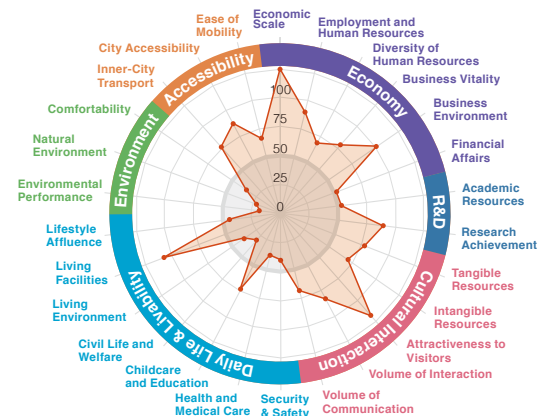 Economic
Scale
Employment and
Human Resources
Diversity of
Human Resources
Business Vitality
Business
Environment
Financial
Affairs
Academic
Resources
Research
Achievement
Tangible
Resources
Intangible
Resources
Attractiveness to
Visitors
Volume of Interaction
Volume of
Communication
Security
& Safety
Health and
Medical Care
Childcare
and Education
Civil Life and
Welfare
Living
Environment
Living
Facilities
Lifestyle
Affluence
Environmental
Performance
Natural
Environment
Comfortability
Inner-City
Transport
City Accessibility
Ease of
Mobility
Economy
R&D
Cultural Interaction
Daily Life & Livability
Environment
Accessibility
100
75
50
25
0